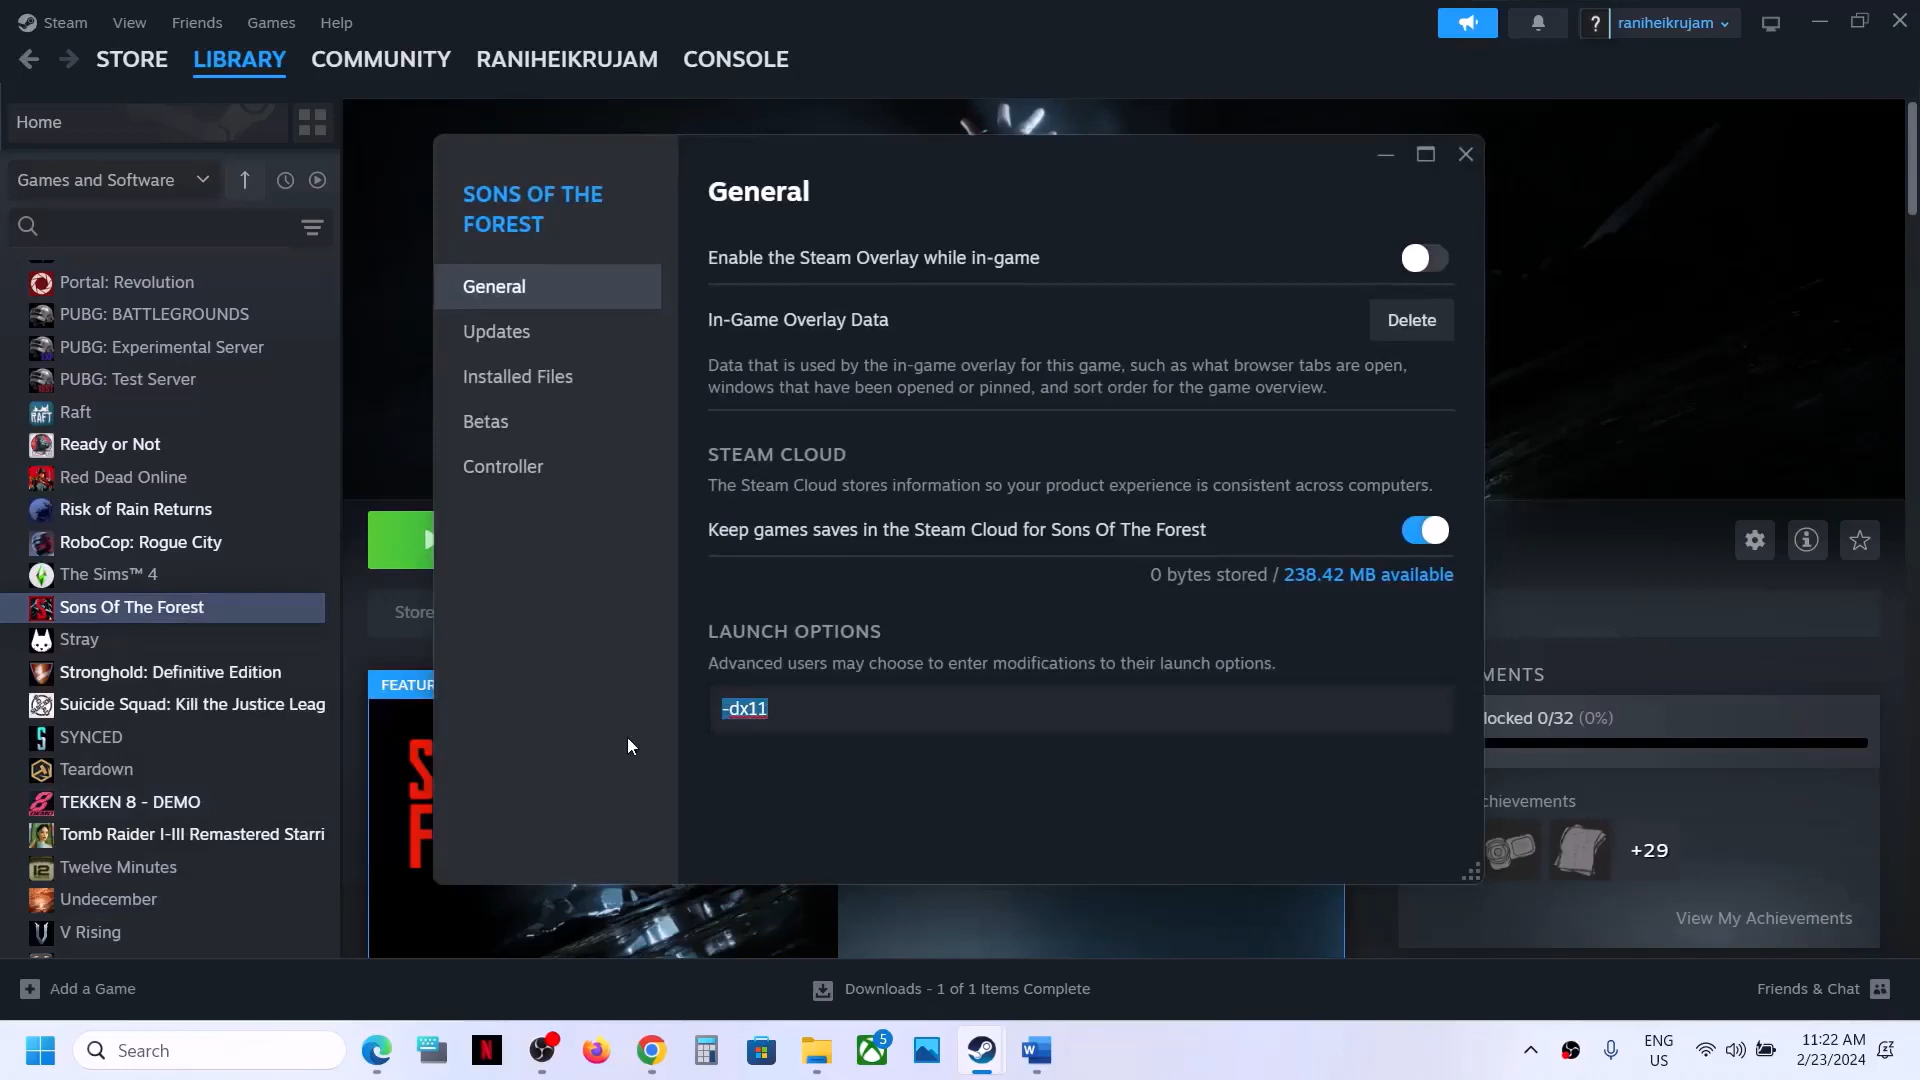 Steam
View
Friends
Games
Help
?
raniheikrujam
STORE
LIBRARY
COMMUNITY
RANIHEIKRUJAM
CONSOLE
Home
Games and Software
Portal: Revolution
PUBG: BATTLEGROUNDS
PUBG: Experimental Server
PUBG: Test Server
Raft
Ready or Not
Red Dead Online
Risk of Rain Returns
RoboCop: Rogue City
The Sims™ 4
Sons Of The Forest
Stray
Stronghold: Definitive Edition
Suicide Squad: Kill the Justice Leag
SYNCED
Teardown
TEKKEN 8 - DEMO
Tomb Raider I-III Remastered Starri
Twelve Minutes
Undecember
V Rising
SONS OF THE
FOREST
General
Updates
Installed Files
Betas
Controller
General
Enable the Steam Overlay while in-game
In-Game Overlay Data
Delete
Data that is used by the in-game overlay for this game, such as what browser tabs are open,
windows that have been opened or pinned, and sort order for the game overview.
STEAM CLOUD
The Steam Cloud stores information so your product experience is consistent across computers.
Keep games saves in the Steam Cloud for Sons Of The Forest
0 bytes stored / 238.42 MB available
LAUNCH OPTIONS
Advanced users may choose to enter modifications to their launch options.
-dx11
Store
FEATUR
S
F
MENTS
locked 0/32 (0%)
chievements
+29
View My Achievements
Add a Game
Downloads - 1 of 1 Items Complete
Friends & Chat
Search
5
ENG
US
11:22 AM
2/23/2024